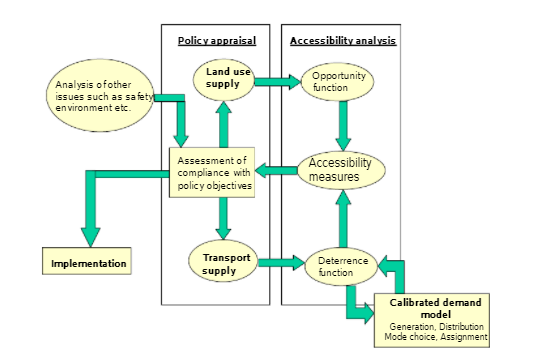 Policy appraisal
Accessibility analysis
Land use
supply
Opportunity
function
Analysis of other
issues such as safety
environment etc.
Assessment of
compliance with
policy objectives
Accessibility
measures
Implementation
Transport
supply
Deterrence
function
Calibrated demand
model
Generation, Distribution
Mode choice, Assignment